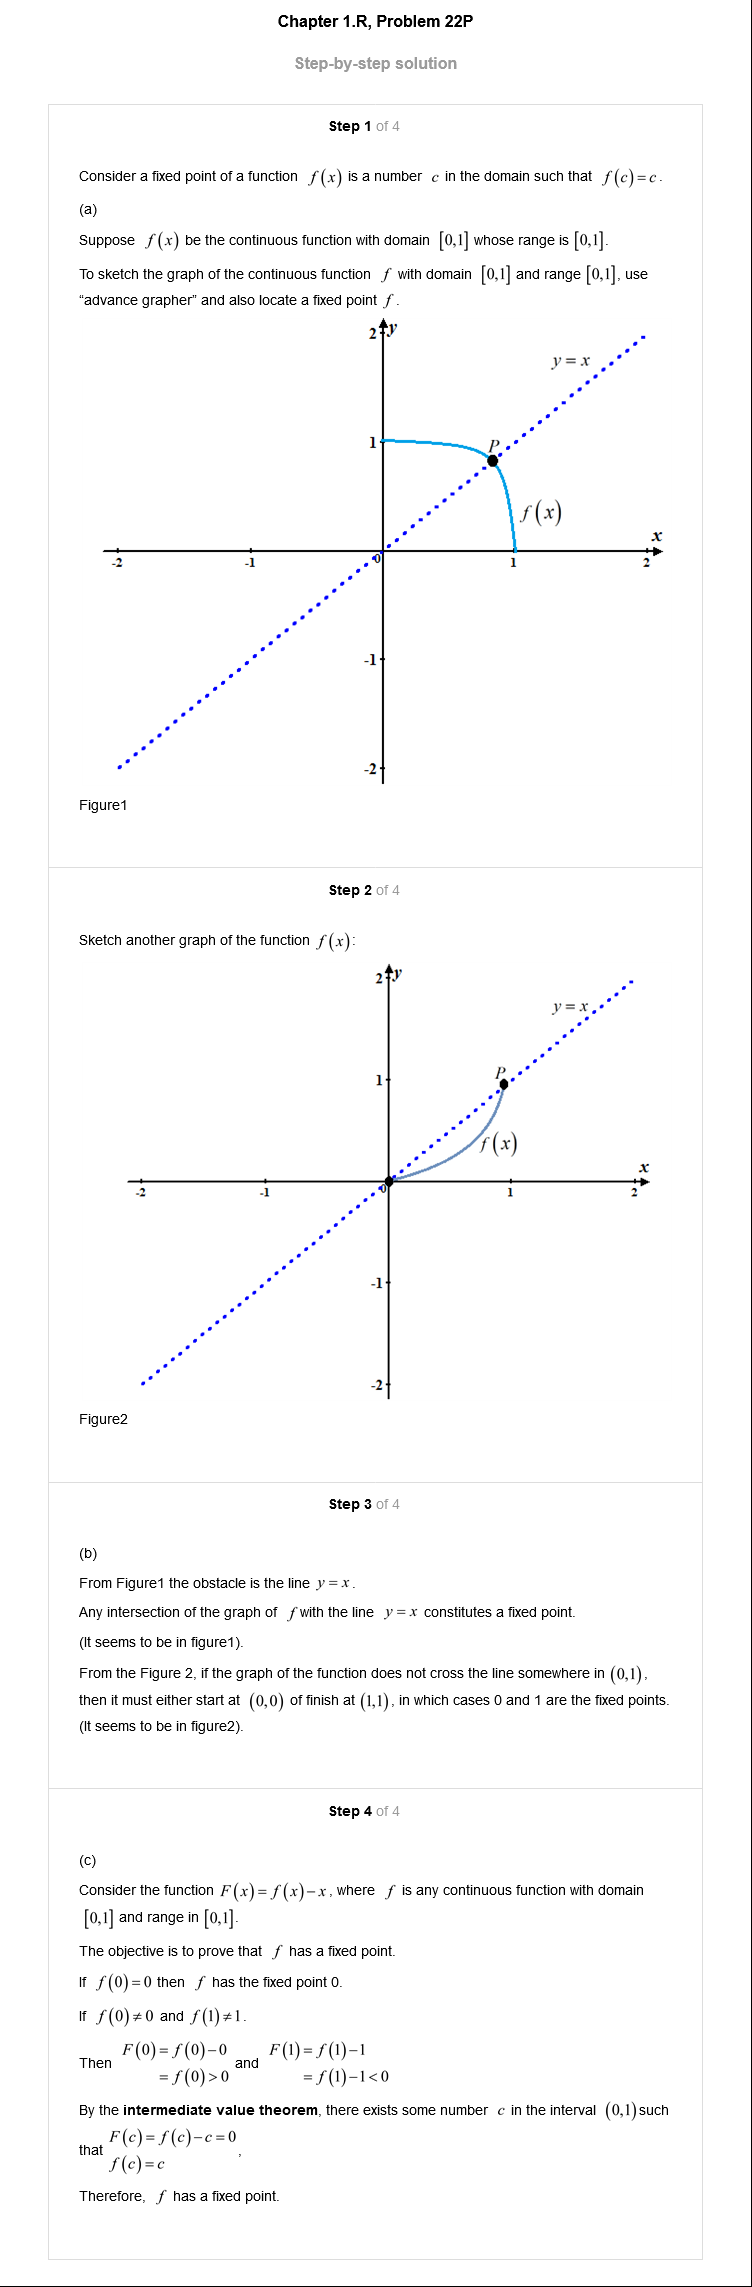 Chapter 1.R, Problem 22P
Step-by-step solution
Step 1 of 4
Consider a fixed point of a function f(x) is a number c in the domain such that f(c)=c.
(a)
Suppose f(x) be the continuous function with domain [0,1] whose range is [0,1].
To sketch the graph of the continuous function f with domain [0,1] and range [0,1], use
“advance grapher” and also locate a fixed point f.
2 y
y = x
1
P
f(x)
x
-2 -1 0 1 2
-1
-2
Figure1
Step 2 of 4
Sketch another graph of the function f(x):
2 y
y = x
1
P
f(x)
x
-2 -1 0 1 2
-1
-2
Figure2
Step 3 of 4
(b)
From Figure1 the obstacle is the line y=x.
Any intersection of the graph of f with the line y=x constitutes a fixed point.
(It seems to be in figure1).
From the Figure 2, if the graph of the function does not cross the line somewhere in (0,1),
then it must either start at (0,0) of finish at (1,1), in which cases 0 and 1 are the fixed points.
(It seems to be in figure2).
Step 4 of 4
(c)
Consider the function F(x)=f(x)−x, where f is any continuous function with domain
[0,1] and range in [0,1].
The objective is to prove that f has a fixed point.
If f(0)=0 then f has the fixed point 0.
If f(0)≠0 and f(1)≠1.
Then F(0)=f(0)−0 and F(1)=f(1)−1
=f(0)>0 =f(1)−1<0
By the intermediate value theorem, there exists some number c in the interval (0,1) such
that F(c)=f(c)−c=0,
f(c)=c
Therefore, f has a fixed point.